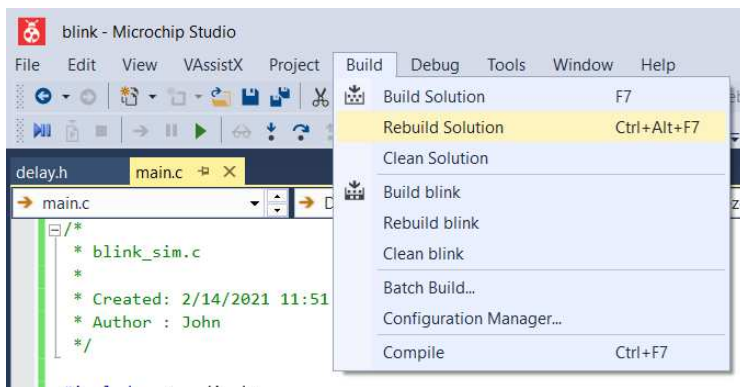 blink - Microchip Studio
File Edit View VAssistX Project Build Debug Tools Window Help
Build Solution F7
Rebuild Solution Ctrl+Alt+F7
Clean Solution
Build blink
Rebuild blink
Clean blink
Batch Build...
Configuration Manager...
Compile Ctrl+F7
delay.h main.c
main.c
/*
* blink_sim.c
*
* Created: 2/14/2021 11:51
* Author : John
*/